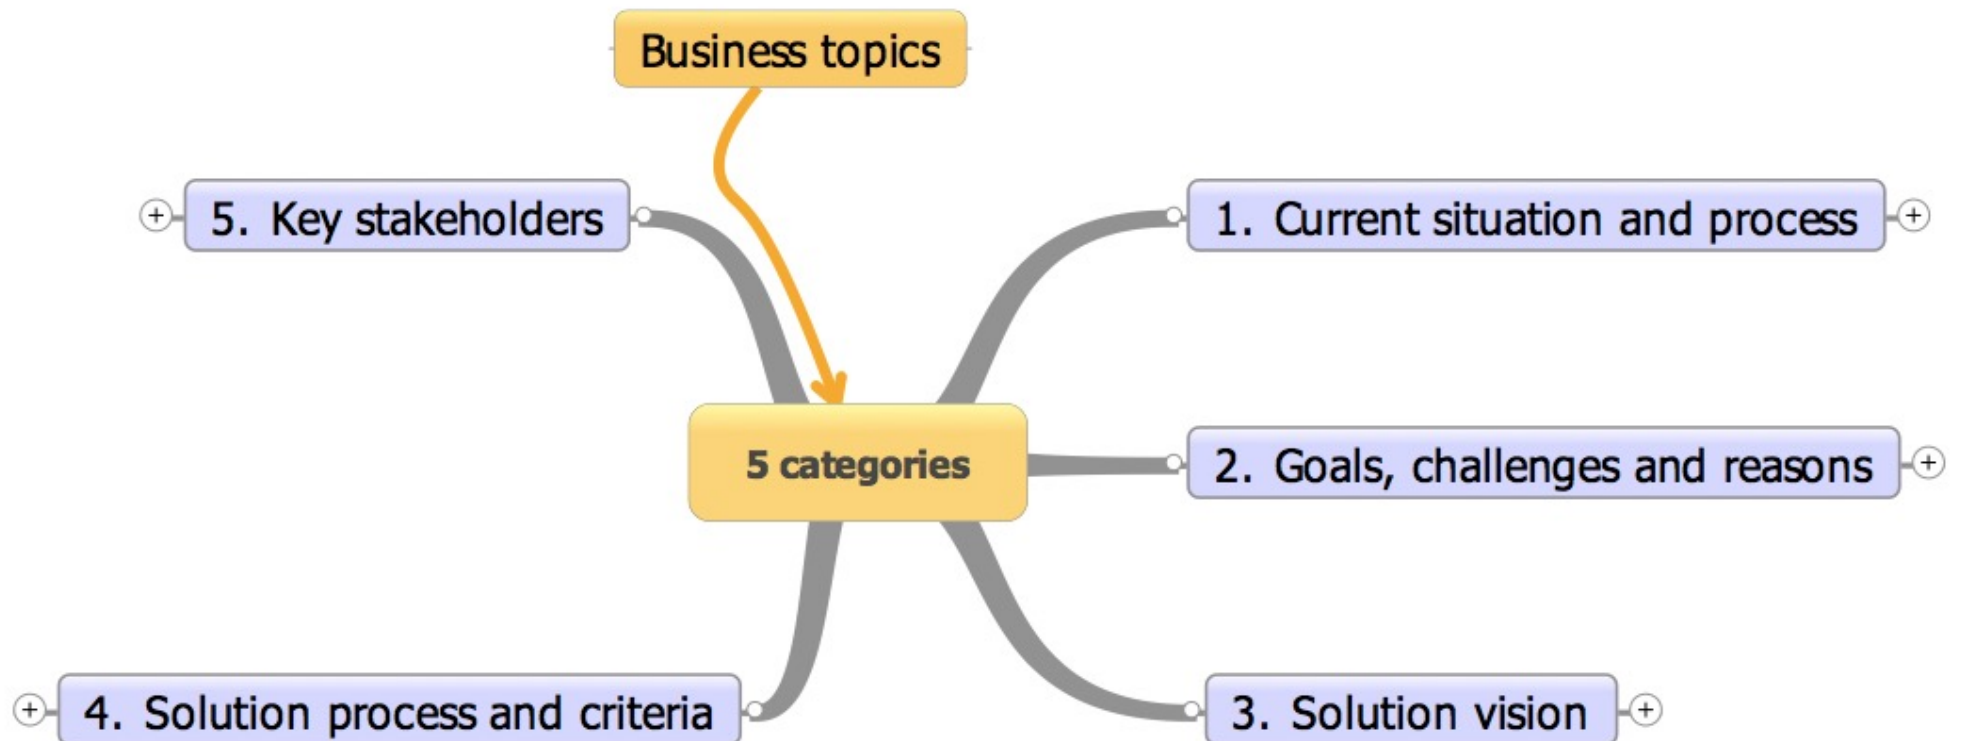 Business topics
5. Key stakeholders
1. Current situation and process
5 categories
2. Goals, challenges and reasons
4. Solution process and criteria
3. Solution vision